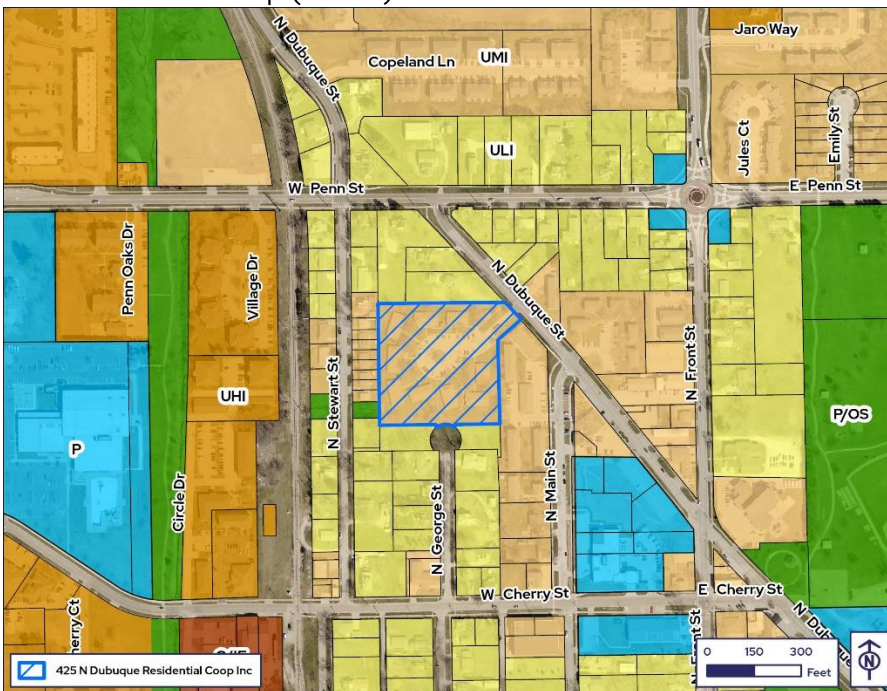 N Dubuque St
Copeland Ln
UMI
Jaro Way
ULI
Jules Ct
Emily St
W Penn St
E Penn St
Penn Oaks Dr
Village Dr
N Dubuque St
N Stewart St
N Front St
UHI
P/OS
P
Circle Dr
N George St
N Main St
W Cherry St
E Cherry St
N Front St
0 150 300
Feet
N
425 N Dubuque Residential Coop Inc